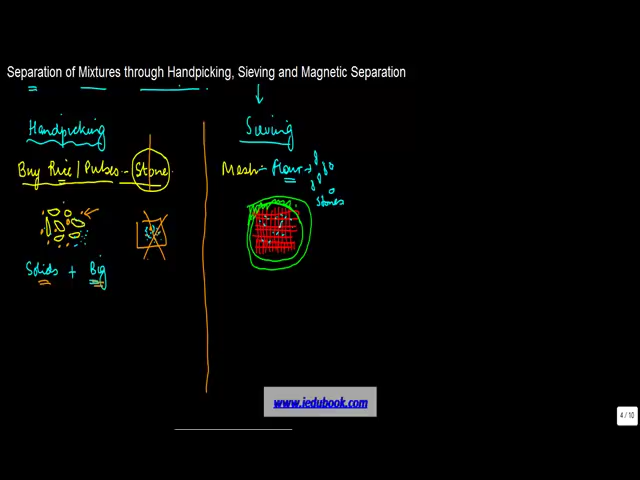 Separation of Mixtures through Handpicking, Sieving and Magnetic Separation
Handpicking
Buy Rice / Pulses - Stone
Solids + Big
Sieving
Mesh - Flour +
Stones
www.iedubook.com
4 / 10